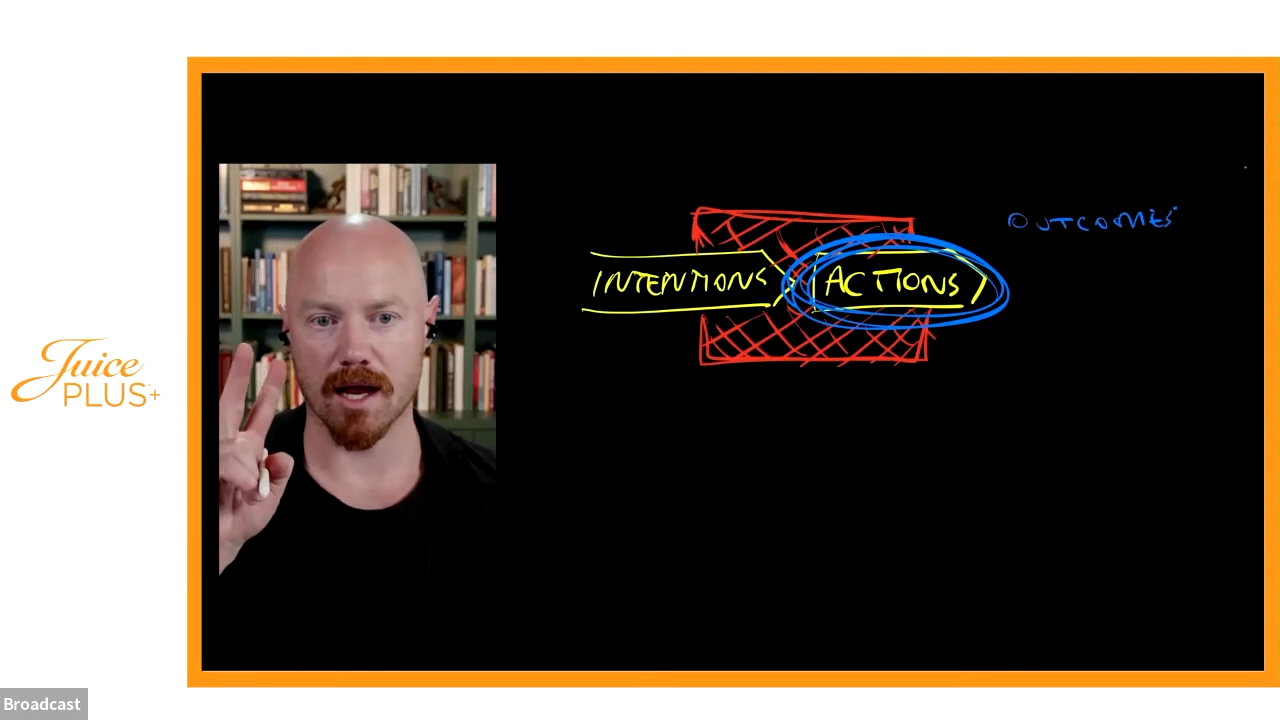 OUTCOMES
INTENTIONS ACTIONS
Juice
PLUS+
Broadcast